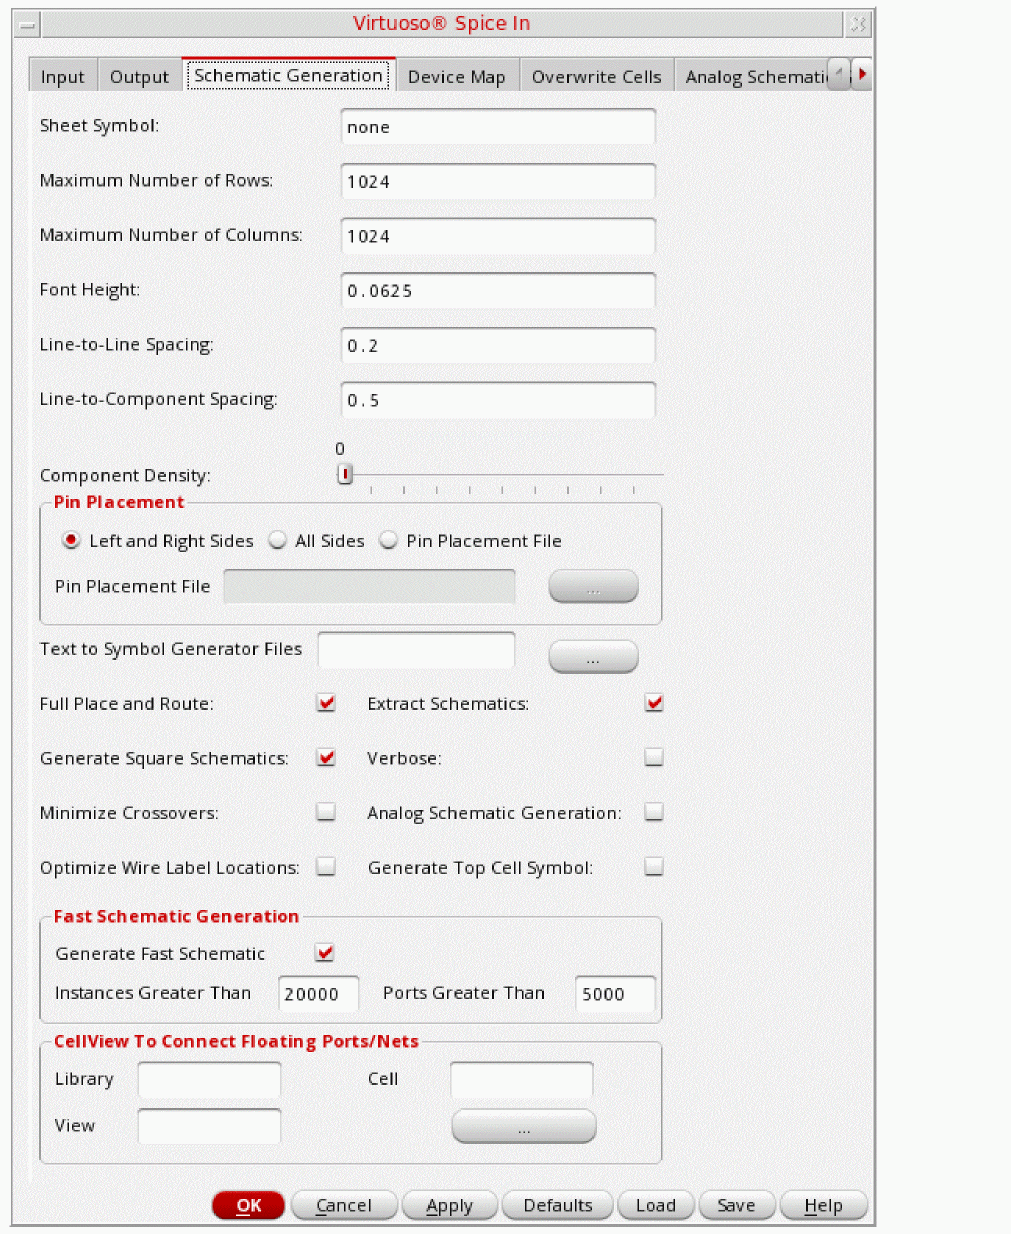 Virtuoso® Spice In
Input Output Schematic Generation Device Map Overwrite Cells Analog Schemati
Sheet Symbol: none
Maximum Number of Rows: 1024
Maximum Number of Columns: 1024
Font Height: 0.0625
Line-to-Line Spacing: 0.2
Line-to-Component Spacing: 0.5
0
Component Density:
Pin Placement
Left and Right Sides All Sides Pin Placement File
Pin Placement File ...
Text to Symbol Generator Files ...
Full Place and Route: Extract Schematics:
Generate Square Schematics: Verbose:
Minimize Crossovers: Analog Schematic Generation:
Optimize Wire Label Locations: Generate Top Cell Symbol:
Fast Schematic Generation
Generate Fast Schematic
Instances Greater Than 20000 Ports Greater Than 5000
CellView To Connect Floating Ports/Nets
Library Cell
View ...
OK Cancel Apply Defaults Load Save Help